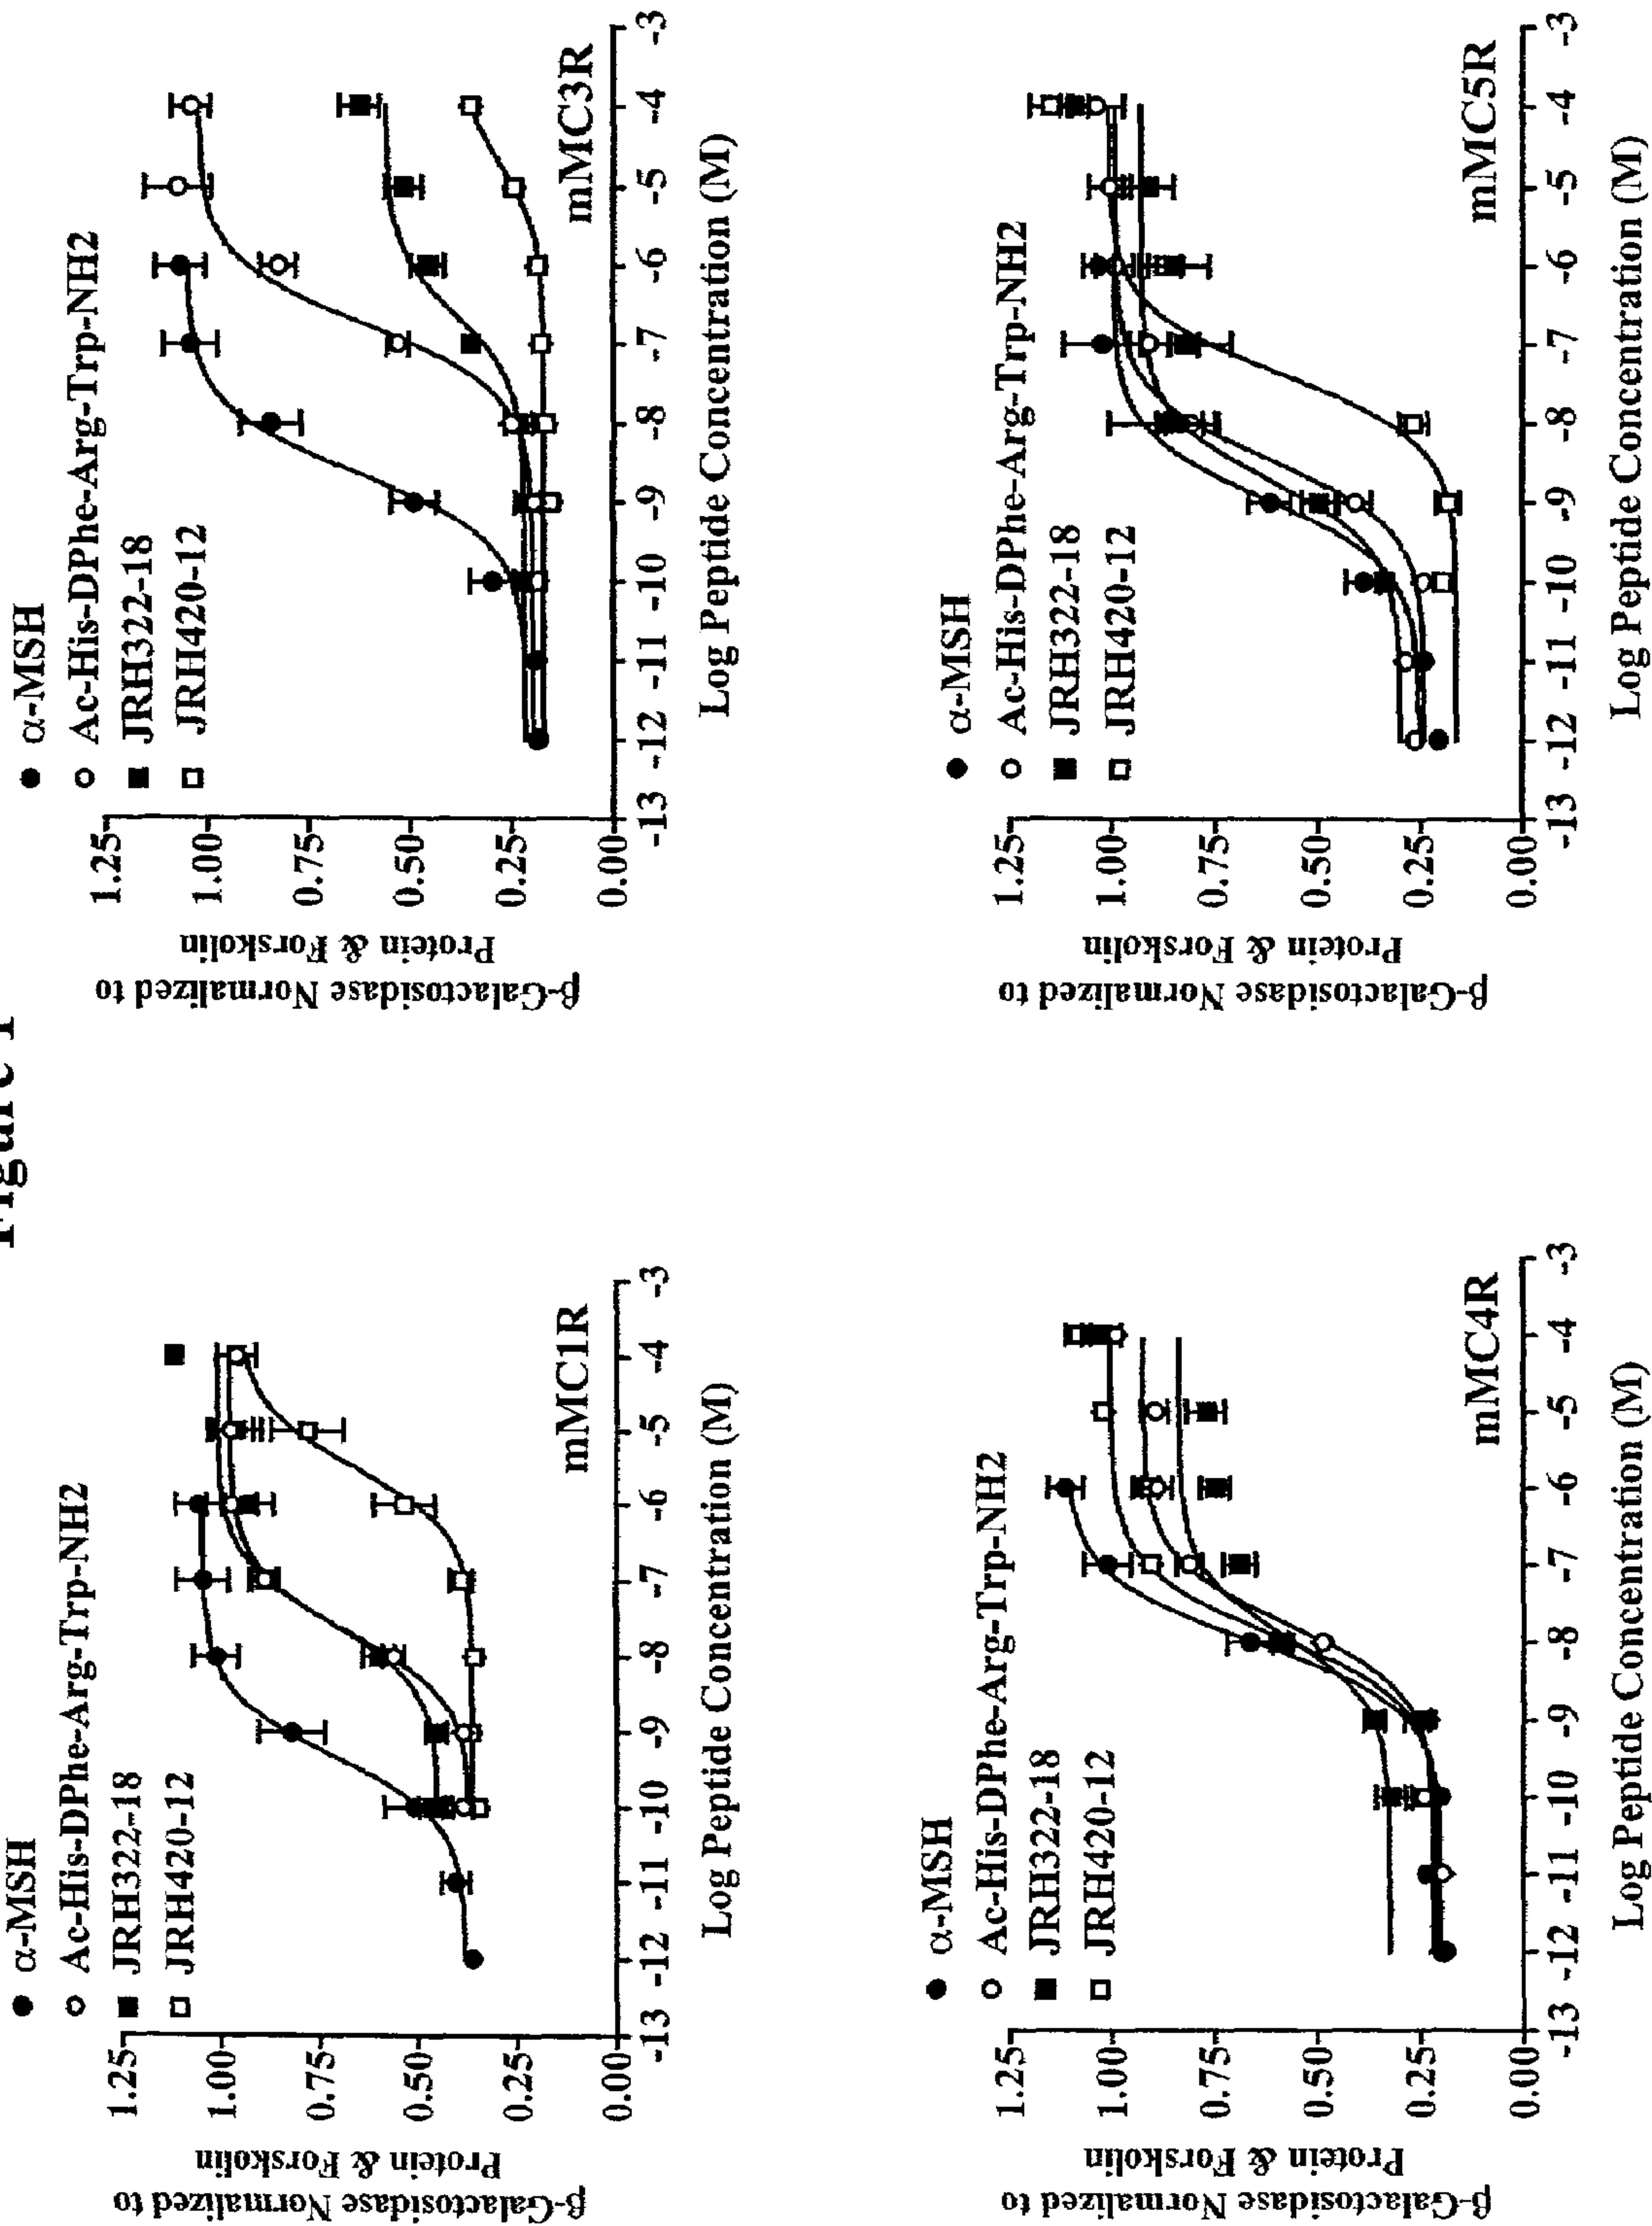 Figure 1
β-Galactosidase Normalized to
Protein & Forskolin
1.25
1.00
0.75
0.50
0.25
0.00
● α-MSH
○ Ac-His-DPhe-Arg-Trp-NH2
■ JRH322-18
□ JRH420-12
mMC1R
-13 -12 -11 -10 -9 -8 -7 -6 -5 -4 -3
Log Peptide Concentration (M)
β-Galactosidase Normalized to
Protein & Forskolin
1.25
1.00
0.75
0.50
0.25
0.00
● α-MSH
○ Ac-His-DPhe-Arg-Trp-NH2
■ JRH322-18
□ JRH420-12
mMC3R
-13 -12 -11 -10 -9 -8 -7 -6 -5 -4 -3
Log Peptide Concentration (M)
β-Galactosidase Normalized to
Protein & Forskolin
1.25
1.00
0.75
0.50
0.25
0.00
● α-MSH
○ Ac-His-DPhe-Arg-Trp-NH2
■ JRH322-18
□ JRH420-12
mMC4R
-13 -12 -11 -10 -9 -8 -7 -6 -5 -4 -3
Log Peptide Concentration (M)
β-Galactosidase Normalized to
Protein & Forskolin
1.25
1.00
0.75
0.50
0.25
0.00
● α-MSH
○ Ac-His-DPhe-Arg-Trp-NH2
■ JRH322-18
□ JRH420-12
mMC5R
-13 -12 -11 -10 -9 -8 -7 -6 -5 -4 -3
Log Peptide Concentration (M)